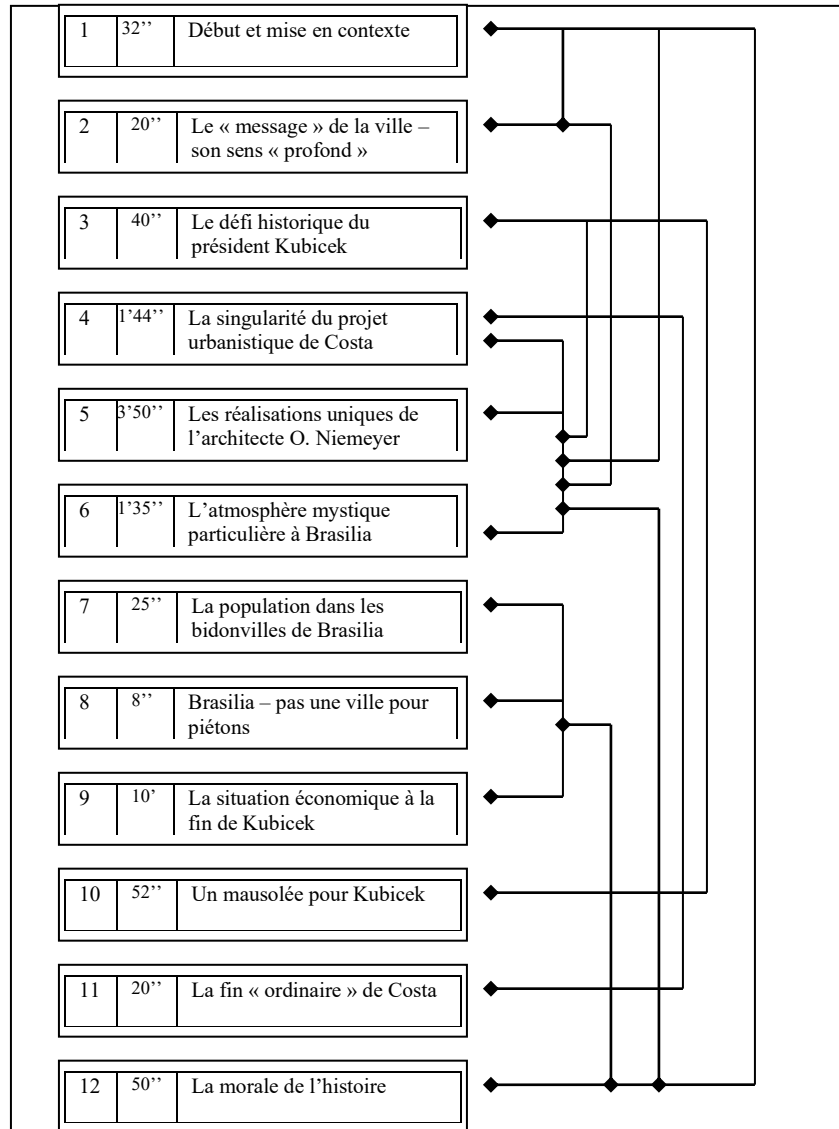 1 32’’ Début et mise en contexte
2 20’’ Le « message » de la ville –
son sens « profond »
3 40’’ Le défi historique du
président Kubicek
4 1’44’’ La singularité du projet
urbanistique de Costa
5 3’50’’ Les réalisations uniques de
l’architecte O. Niemeyer
6 1’35’’ L’atmosphère mystique
particulière à Brasilia
7 25’’ La population dans les
bidonvilles de Brasilia
8 8’’ Brasilia – pas une ville pour
piétons
9 10’ La situation économique à la
fin de Kubicek
10 52’’ Un mausolée pour Kubicek
11 20’’ La fin « ordinaire » de Costa
12 50’’ La morale de l’histoire